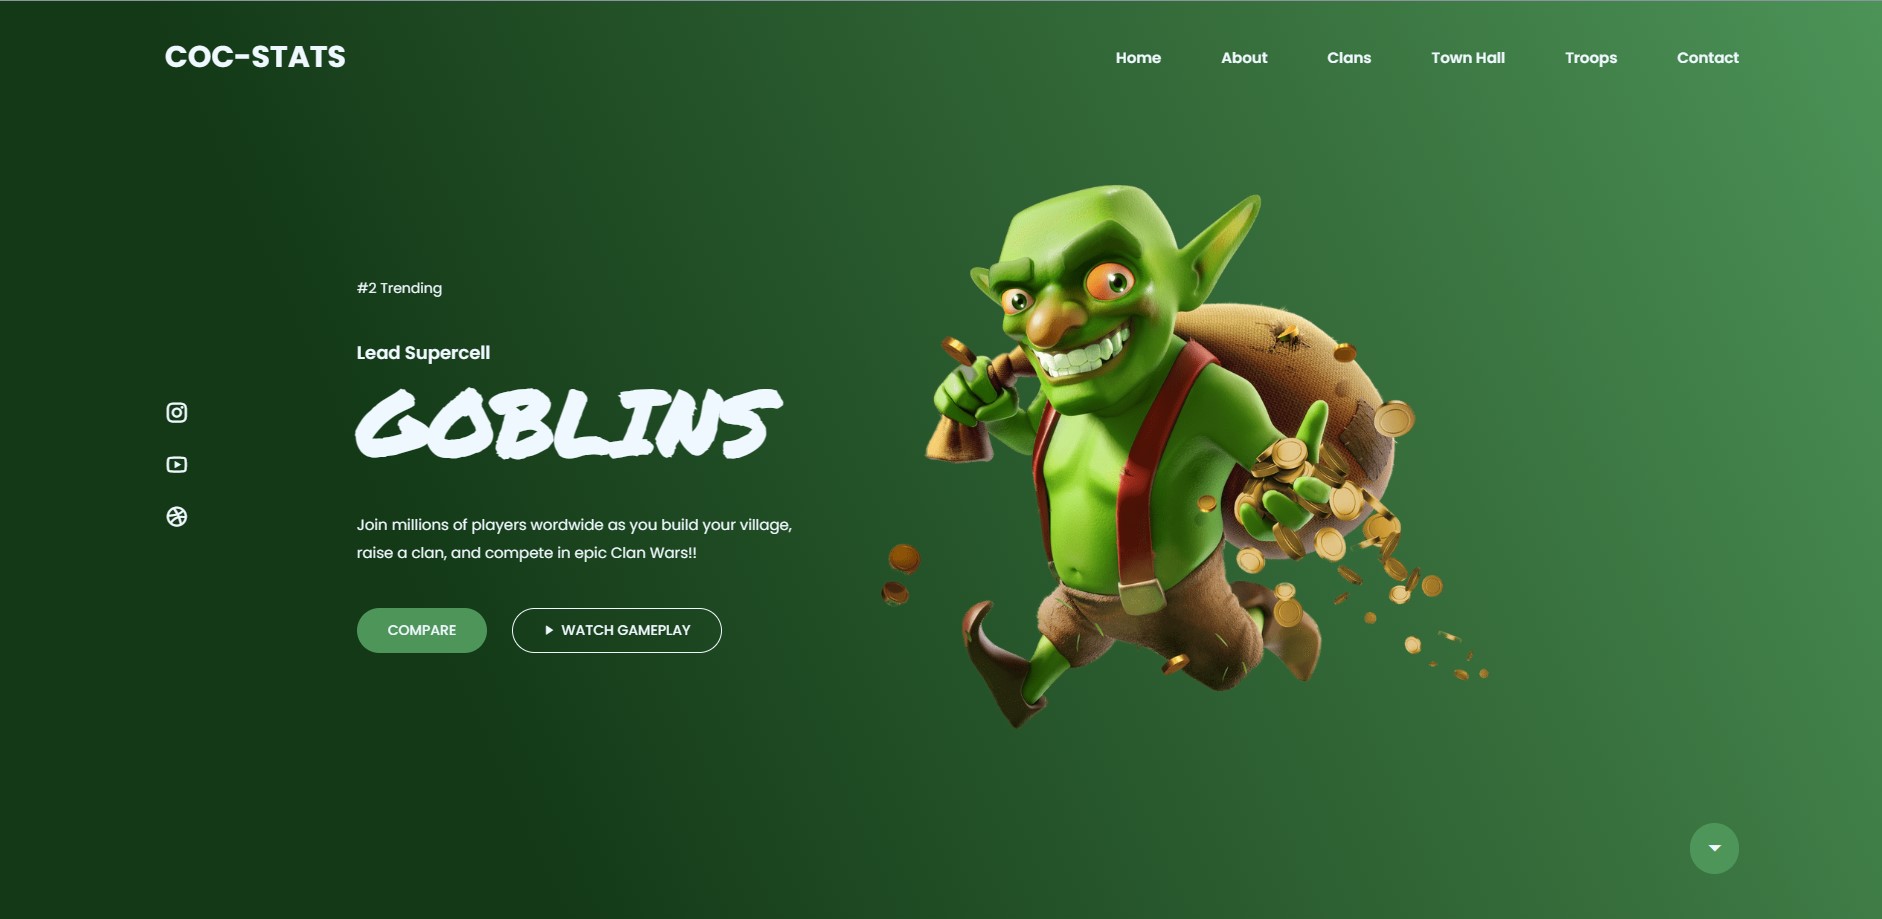 COC-STATS
Home About Clans Town Hall Troops Contact
#2 Trending
Lead Supercell
GOBLINS
Join millions of players wordwide as you build your village,
raise a clan, and compete in epic Clan Wars!!
COMPARE
WATCH GAMEPLAY